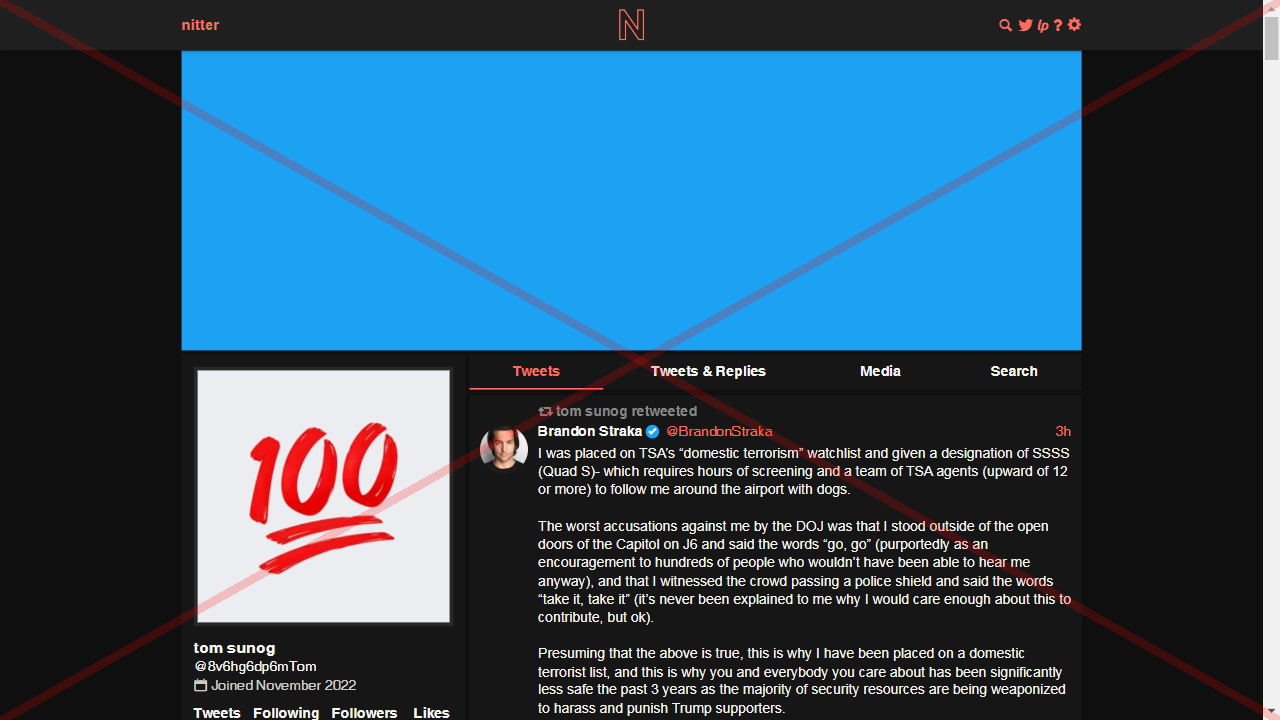 nitter
N
lp ?
100
Tweets
Tweets & Replies
Media
Search
tom sunog retweeted
Brandon Straka @BrandonStraka 3h
I was placed on TSA’s “domestic terrorism” watchlist and given a designation of SSSS
(Quad S)- which requires hours of screening and a team of TSA agents (upward of 12
or more) to follow me around the airport with dogs.
The worst accusations against me by the DOJ was that I stood outside of the open
doors of the Capitol on J6 and said the words “go, go” (purportedly as an
encouragement to hundreds of people who wouldn’t have been able to hear me
anyway), and that I witnessed the crowd passing a police shield and said the words
“take it, take it” (it’s never been explained to me why I would care enough about this to
contribute, but ok).
Presuming that the above is true, this is why I have been placed on a domestic
terrorist list, and this is why you and everybody you care about has been significantly
less safe the past 3 years as the majority of security resources are being weaponized
to harass and punish Trump supporters.
tom sunog
@8v6hg6dp6mTom
Joined November 2022
Tweets Following Followers Likes